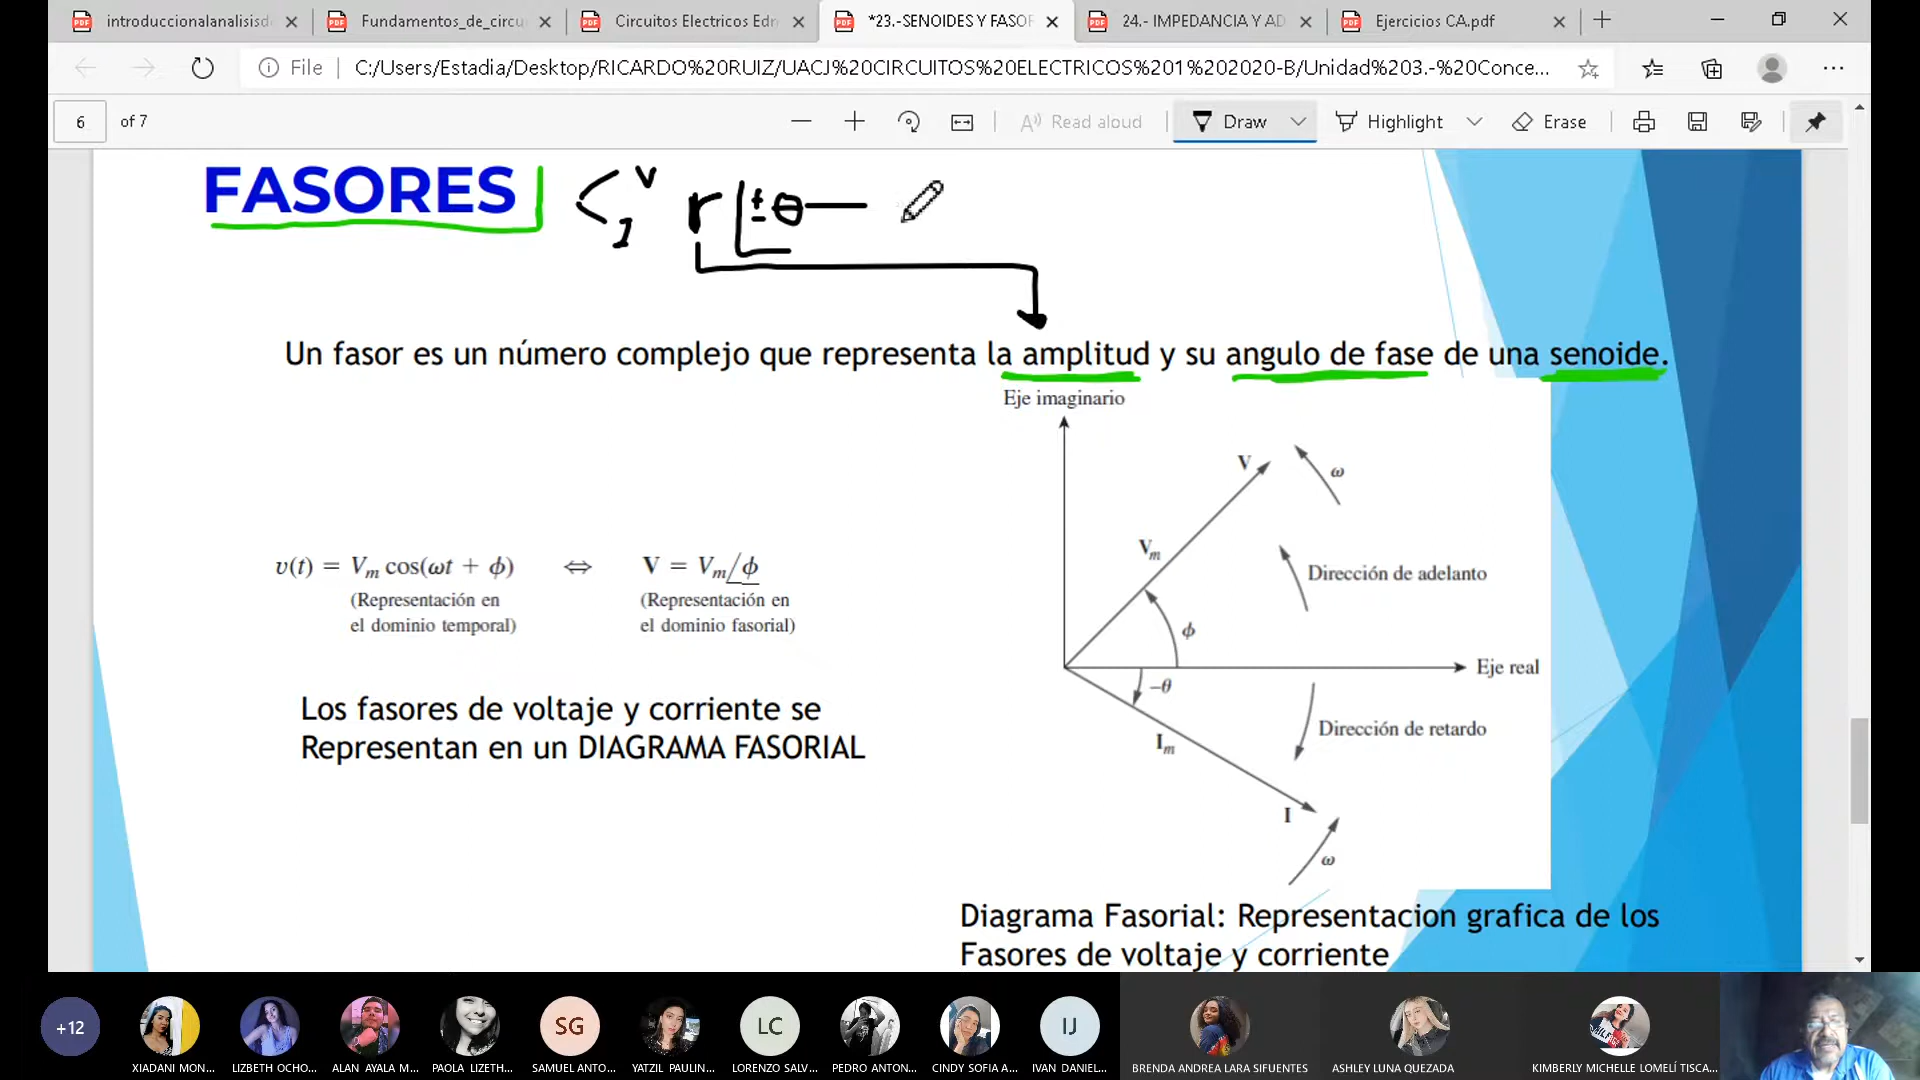 introduccionalanalisisd
Fundamentos_de_circu
Circuitos Electricos Edn
*23.-SENOIDES Y FASOR
24.- IMPEDANCIA Y AD
Ejercicios CA.pdf
File
C:/Users/Estadia/Desktop/RICARDO%20RUIZ/UACJ%20CIRCUITOS%20ELECTRICOS%201%202020-B/Unidad%203.-%20Conce...
6 of 7
Read aloud
Draw
Highlight
Erase
FASORES
V
I
r ±θ
Un fasor es un número complejo que representa la amplitud y su angulo de fase de una senoide.
Eje imaginario
V
ω
Vm
Dirección de adelanto
ϕ
Eje real
−θ
Dirección de retardo
Im
I
ω
v(t) = Vm cos(ωt + ϕ) ⇔ V = Vm/ϕ
(Representación en
el dominio temporal)
(Representación en
el dominio fasorial)
Los fasores de voltaje y corriente se
Representan en un DIAGRAMA FASORIAL
Diagrama Fasorial: Representacion grafica de los
Fasores de voltaje y corriente
+12
SG
LC
IJ
XIADANI MON...
LIZBETH OCHO...
ALAN AYALA M...
PAOLA LIZETH...
SAMUEL ANTO...
YATZIL PAULIN...
LORENZO SALV...
PEDRO ANTON...
CINDY SOFIA A...
IVAN DANIEL...
BRENDA ANDREA LARA SIFUENTES
ASHLEY LUNA QUEZADA
KIMBERLY MICHELLE LOMELÍ TISCA...